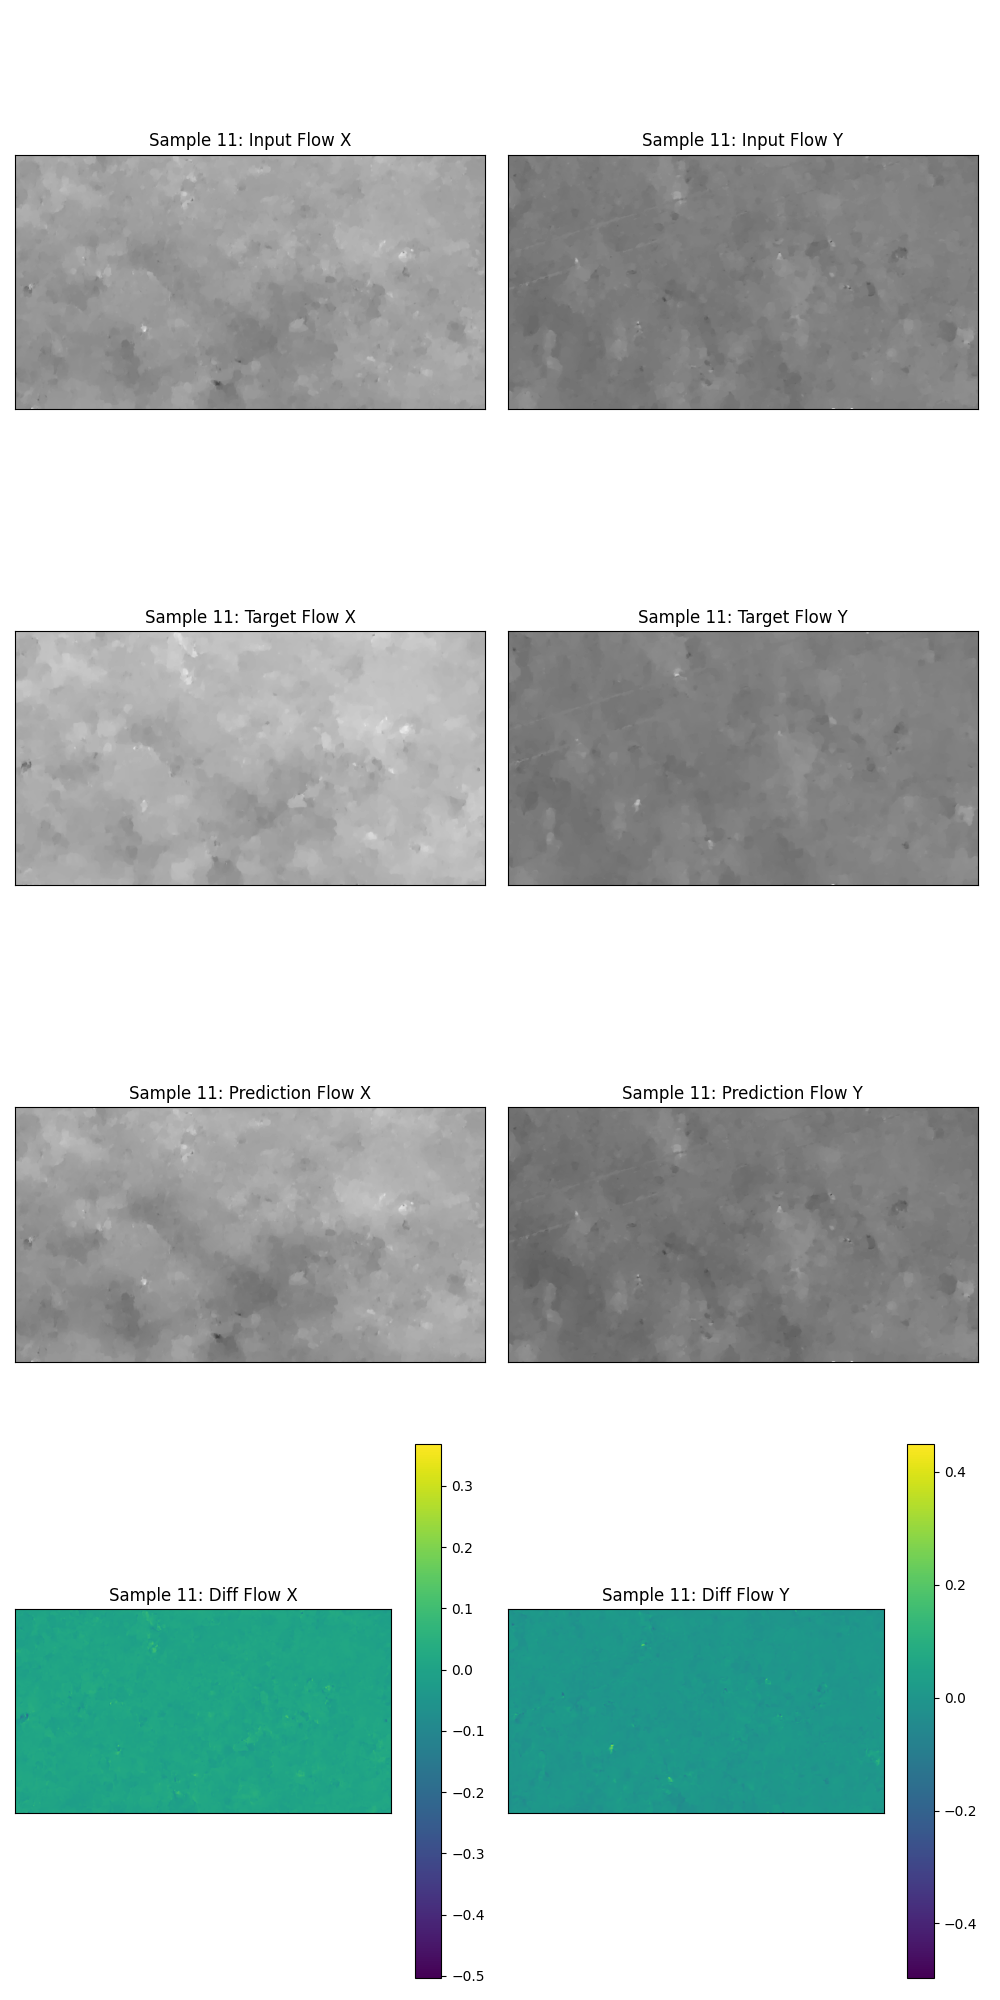 Sample 11: Input Flow X
Sample 11: Input Flow Y
Sample 11: Target Flow X
Sample 11: Target Flow Y
Sample 11: Prediction Flow X
Sample 11: Prediction Flow Y
Sample 11: Diff Flow X
0.3
0.2
0.1
0.0
−0.1
−0.2
−0.3
−0.4
−0.5
Sample 11: Diff Flow Y
0.4
0.2
0.0
−0.2
−0.4